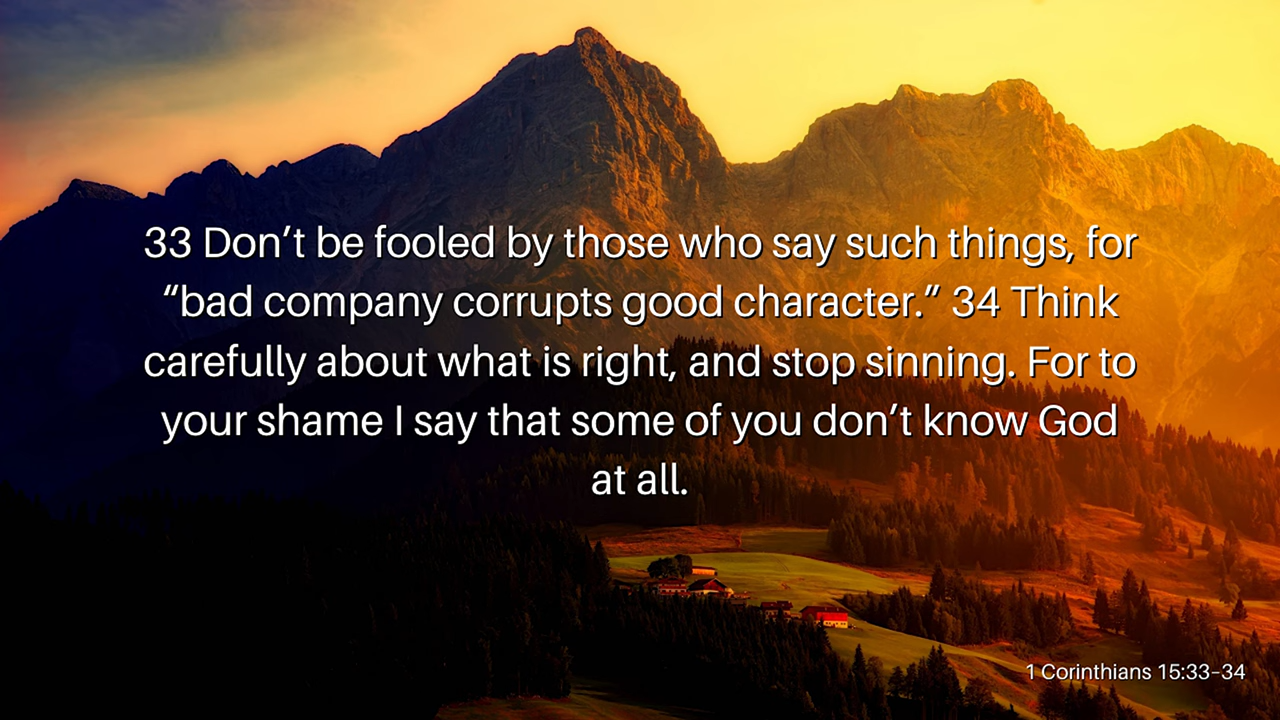 33 Don’t be fooled by those who say such things, for
“bad company corrupts good character.” 34 Think
carefully about what is right, and stop sinning. For to
your shame I say that some of you don’t know God
at all.
1 Corinthians 15:33–34